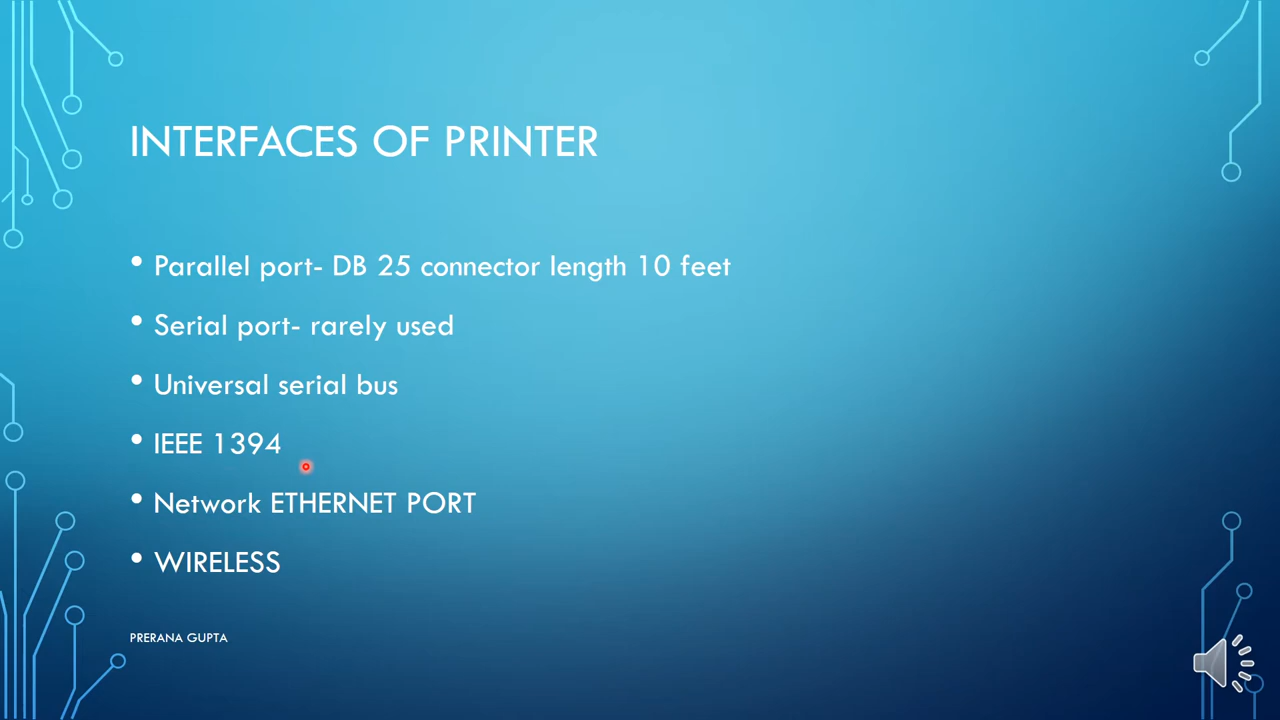 INTERFACES OF PRINTER
• Parallel port- DB 25 connector length 10 feet
• Serial port- rarely used
• Universal serial bus
• IEEE 1394
• Network ETHERNET PORT
• WIRELESS
PRERANA GUPTA